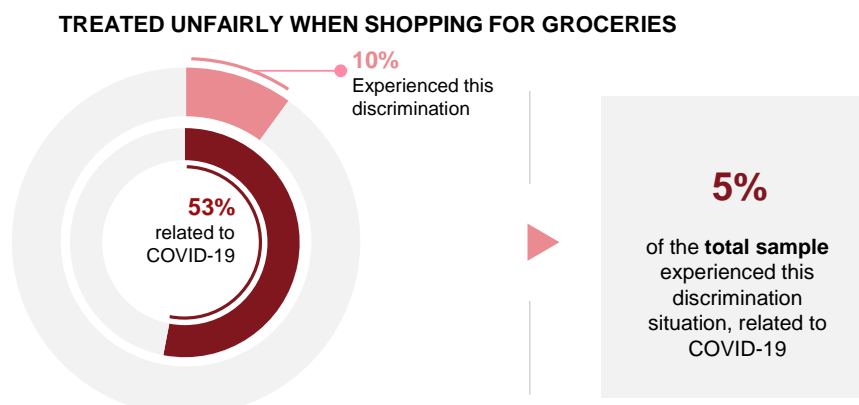 TREATED UNFAIRLY WHEN SHOPPING FOR GROCERIES
10%
Experienced this
discrimination
53%
related to
COVID-19
5%
of the total sample
experienced this
discrimination
situation, related to
COVID-19